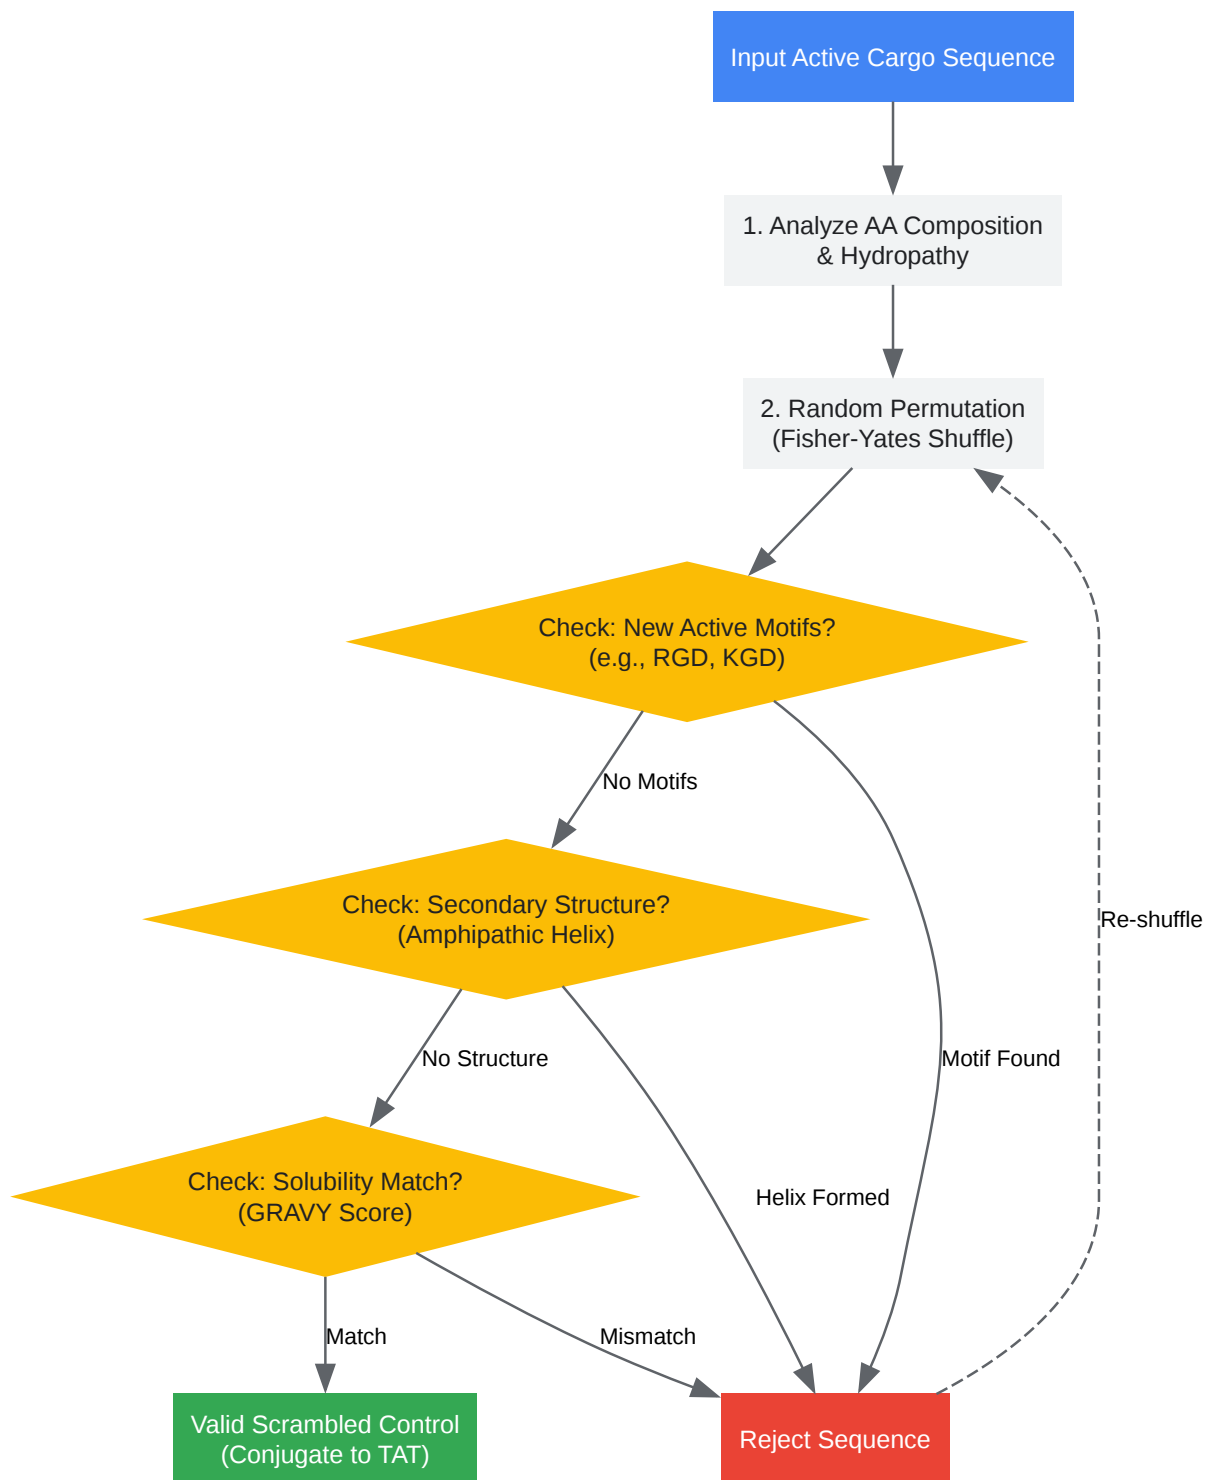 Input Active Cargo Sequence
1. Analyze AA Composition
& Hydropathy
2. Random Permutation
(Fisher-Yates Shuffle)
Check: New Active Motifs?
(e.g., RGD, KGD)
No Motifs
Check: Secondary Structure?
(Amphipathic Helix)
Re-shuffle
No Structure
Motif Found
Check: Solubility Match?
(GRAVY Score)
Helix Formed
Match
Mismatch
Valid Scrambled Control
(Conjugate to TAT)
Reject Sequence